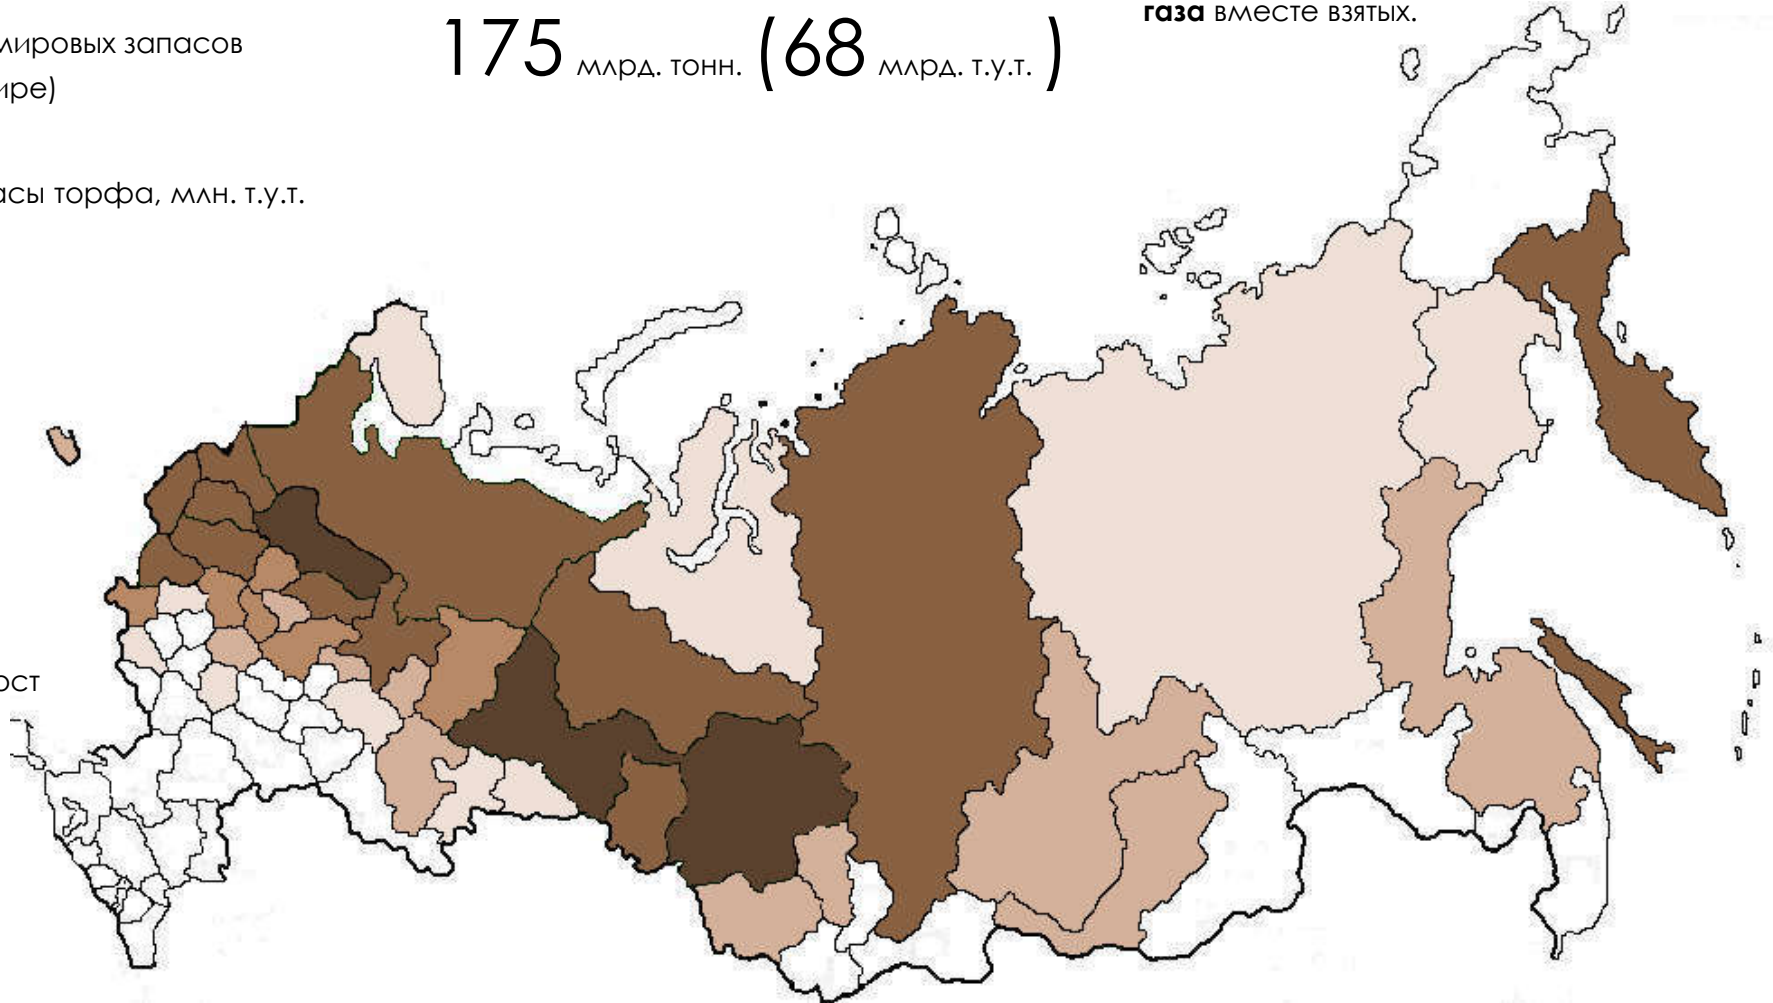 газа вместе взятых.
мировых запасов
175 млрд. тонн. (68 млрд. т.у.т. )
ире)
асы торфа, млн. т.у.т.
ост